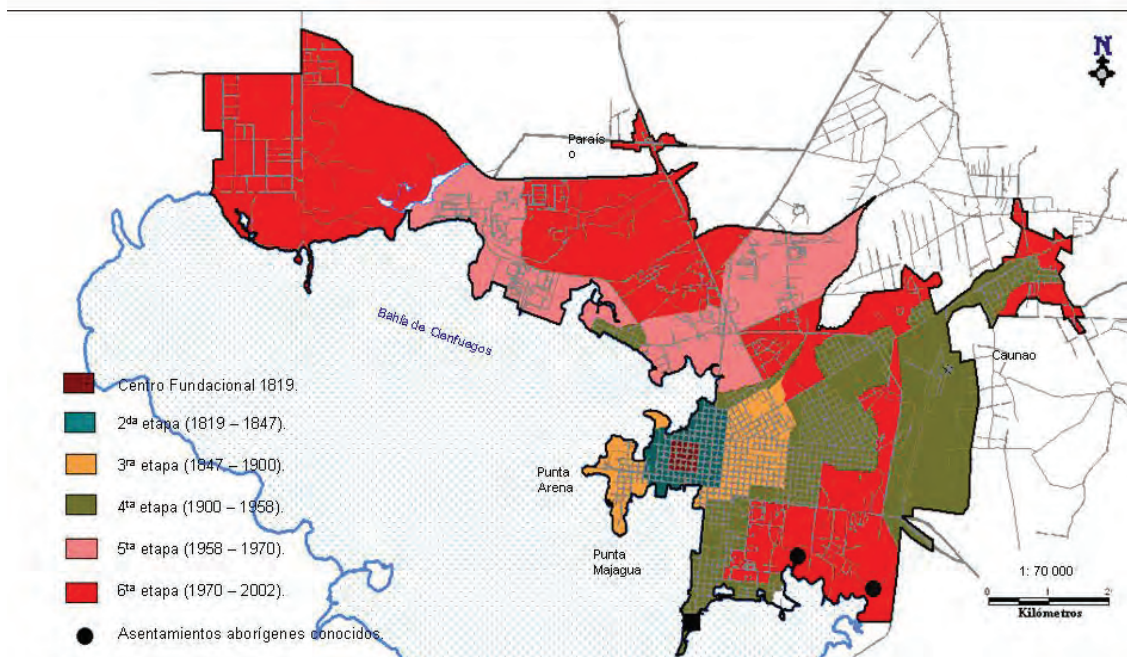 N
Paraís
o
Bahía de Cienfuegos
Caunao
Centro Fundacional 1819.
2da etapa (1819 – 1847).
3ra etapa (1847 – 1900).
Punta
Arena
4ta etapa (1900 – 1958).
Punta
Majagua
5ta etapa (1958 – 1970).
1: 70 000
6ta etapa (1970 – 2002).
0 1 2
Kilómetros
Asentamientos aborígenes conocidos.